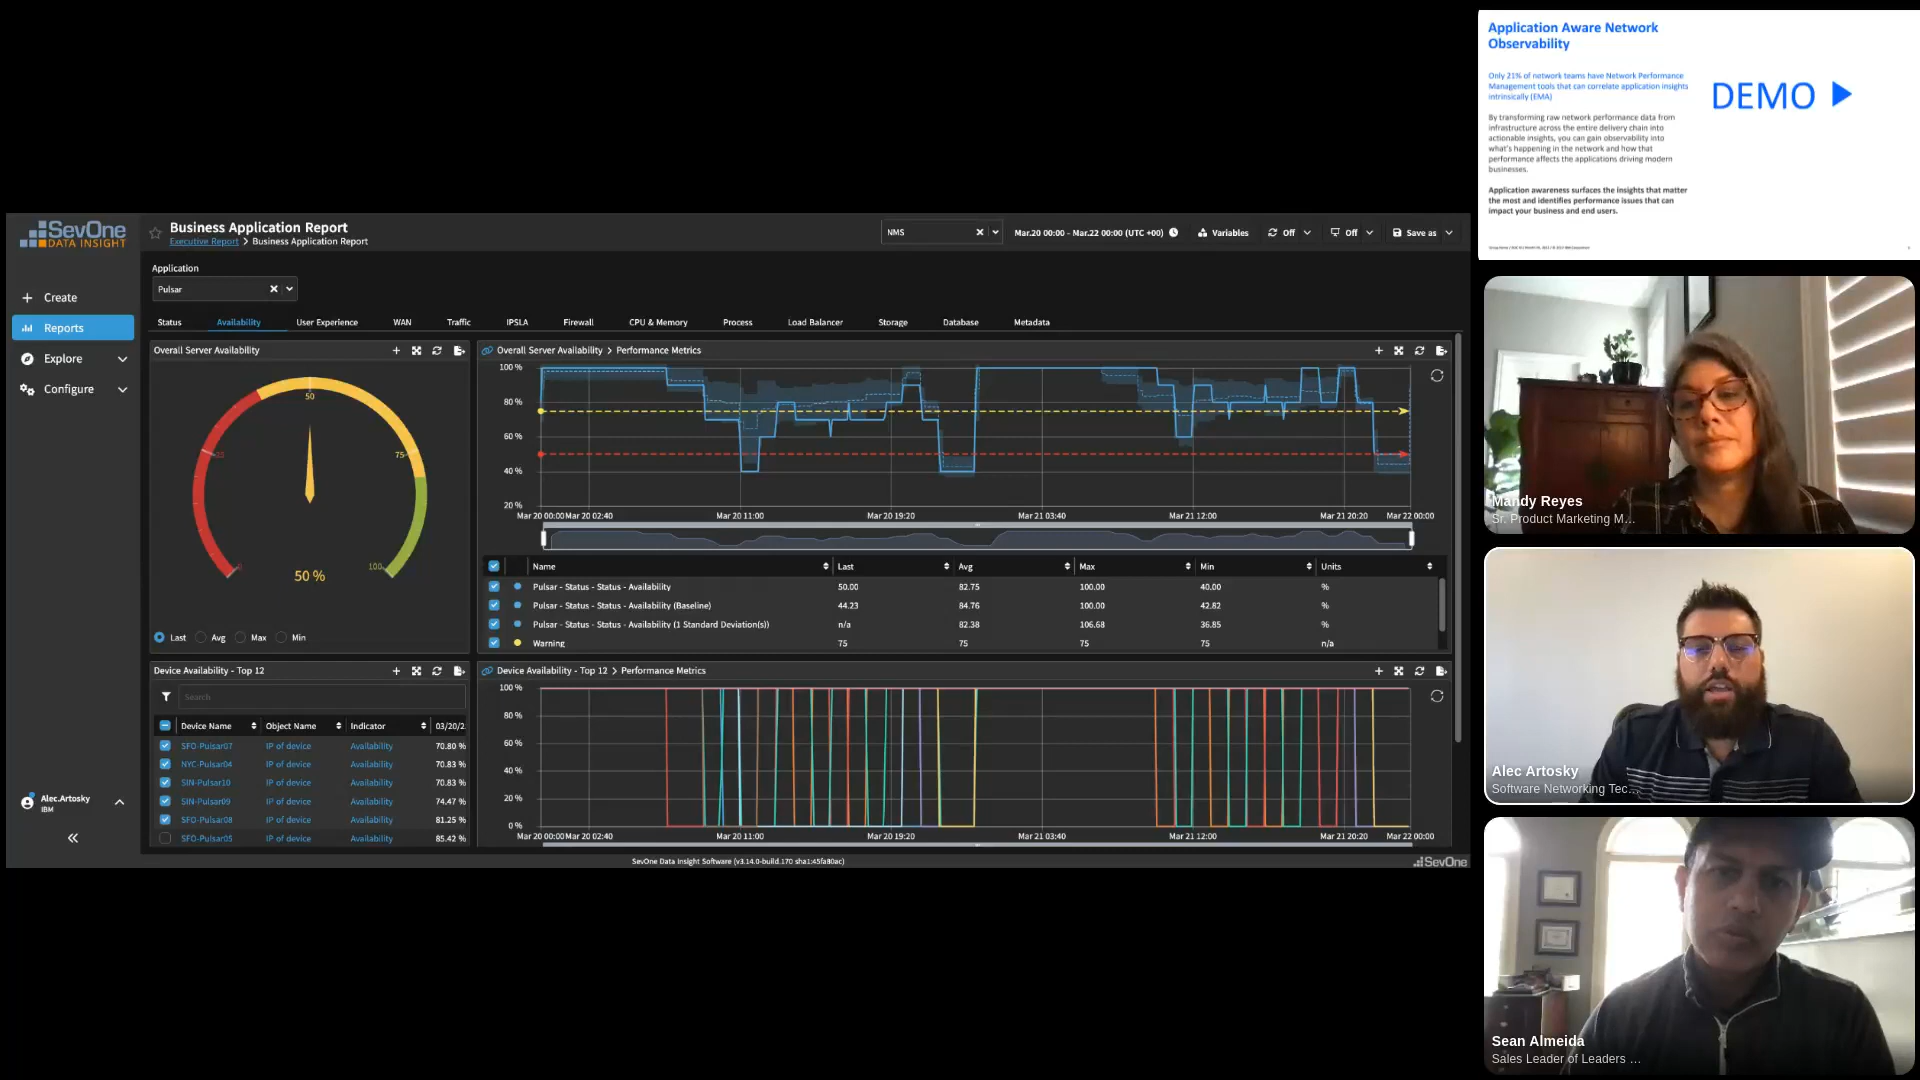 SevOne
DATA INSIGHT
Create
Reports
Explore
Configure
Alec.Artosky
IBM
Business Application Report
Executive Report > Business Application Report
NMS
Mar.20 00:00 - Mar.22 00:00 (UTC +00)
Variables
Off
Off
Save as
Application
Pulsar
Status Availability User Experience WAN Traffic IPSLA Firewall CPU & Memory Process Load Balancer Storage Database Metadata
Overall Server Availability
50
25
75
0
100
50 %
Last Avg Max Min
Overall Server Availability > Performance Metrics
100 %
80 %
60 %
40 %
20 %
Mar 20 00:00 Mar 20 02:40 Mar 20 11:00 Mar 20 19:20 Mar 21 03:40 Mar 21 12:00 Mar 21 20:20 Mar 22 00:00
Name Last Avg Max Min Units
Pulsar - Status - Status - Availability 50.00 82.75 100.00 40.00 %
Pulsar - Status - Status - Availability (Baseline) 44.23 84.76 100.00 42.82 %
Pulsar - Status - Status - Availability (1 Standard Deviation(s)) n/a 82.38 106.68 36.85 %
Warning 75 75 75 75 n/a
Device Availability - Top 12
Search
Device Name Object Name Indicator 03/20/2
SFO-Pulsar07 IP of device Availability 70.80 %
NYC-Pulsar04 IP of device Availability 70.83 %
SIN-Pulsar10 IP of device Availability 70.83 %
SIN-Pulsar09 IP of device Availability 74.47 %
SFO-Pulsar08 IP of device Availability 81.25 %
SFO-Pulsar05 IP of device Availability 85.42 %
Device Availability - Top 12 > Performance Metrics
100 %
80 %
60 %
40 %
20 %
0 %
Mar 20 00:00 Mar 20 02:40 Mar 20 11:00 Mar 20 19:20 Mar 21 03:40 Mar 21 12:00 Mar 21 20:20 Mar 22 00:00
SevOne Data Insight Software (v3.14.0-build.170 sha1:45fa80ac)
SevOne
Application Aware Network
Observability
Only 21% of network teams have Network Performance
Management tools that can correlate application insights
intrinsically (EMA)
By transforming raw network performance data from
infrastructure across the entire delivery chain into
actionable insights, you can gain observability into
what's happening in the network and how that
performance affects the applications driving modern
businesses.
Application awareness surfaces the insights that matter
the most and identifies performance issues that can
impact your business and end users.
DEMO
Mandy Reyes
Sr. Product Marketing M...
Alec Artosky
Software Networking Tec...
Sean Almeida
Sales Leader of Leaders ...